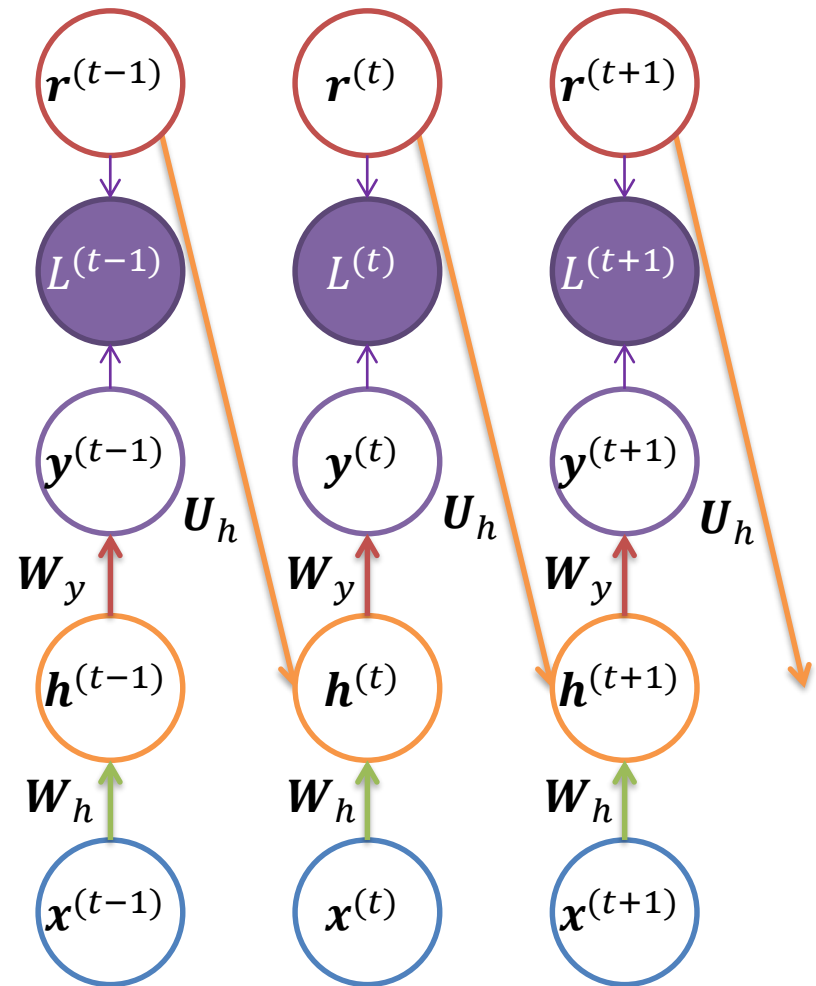 r^(t−1) r^(t) r^(t+1)
L^(t−1) L^(t) L^(t+1)
y^(t−1) y^(t) y^(t+1)
U_h U_h U_h
W_y W_y W_y
h^(t−1) h^(t) h^(t+1)
W_h W_h W_h
x^(t−1) x^(t) x^(t+1)